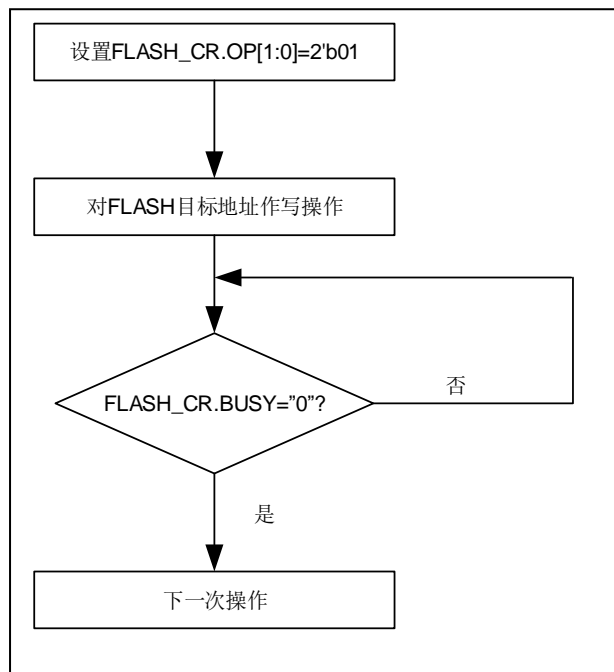 设置FLASH_CR.OP[1:0]=2'b01
对FLASH目标地址作写操作
FLASH_CR.BUSY=”0”?
否
是
下一次操作